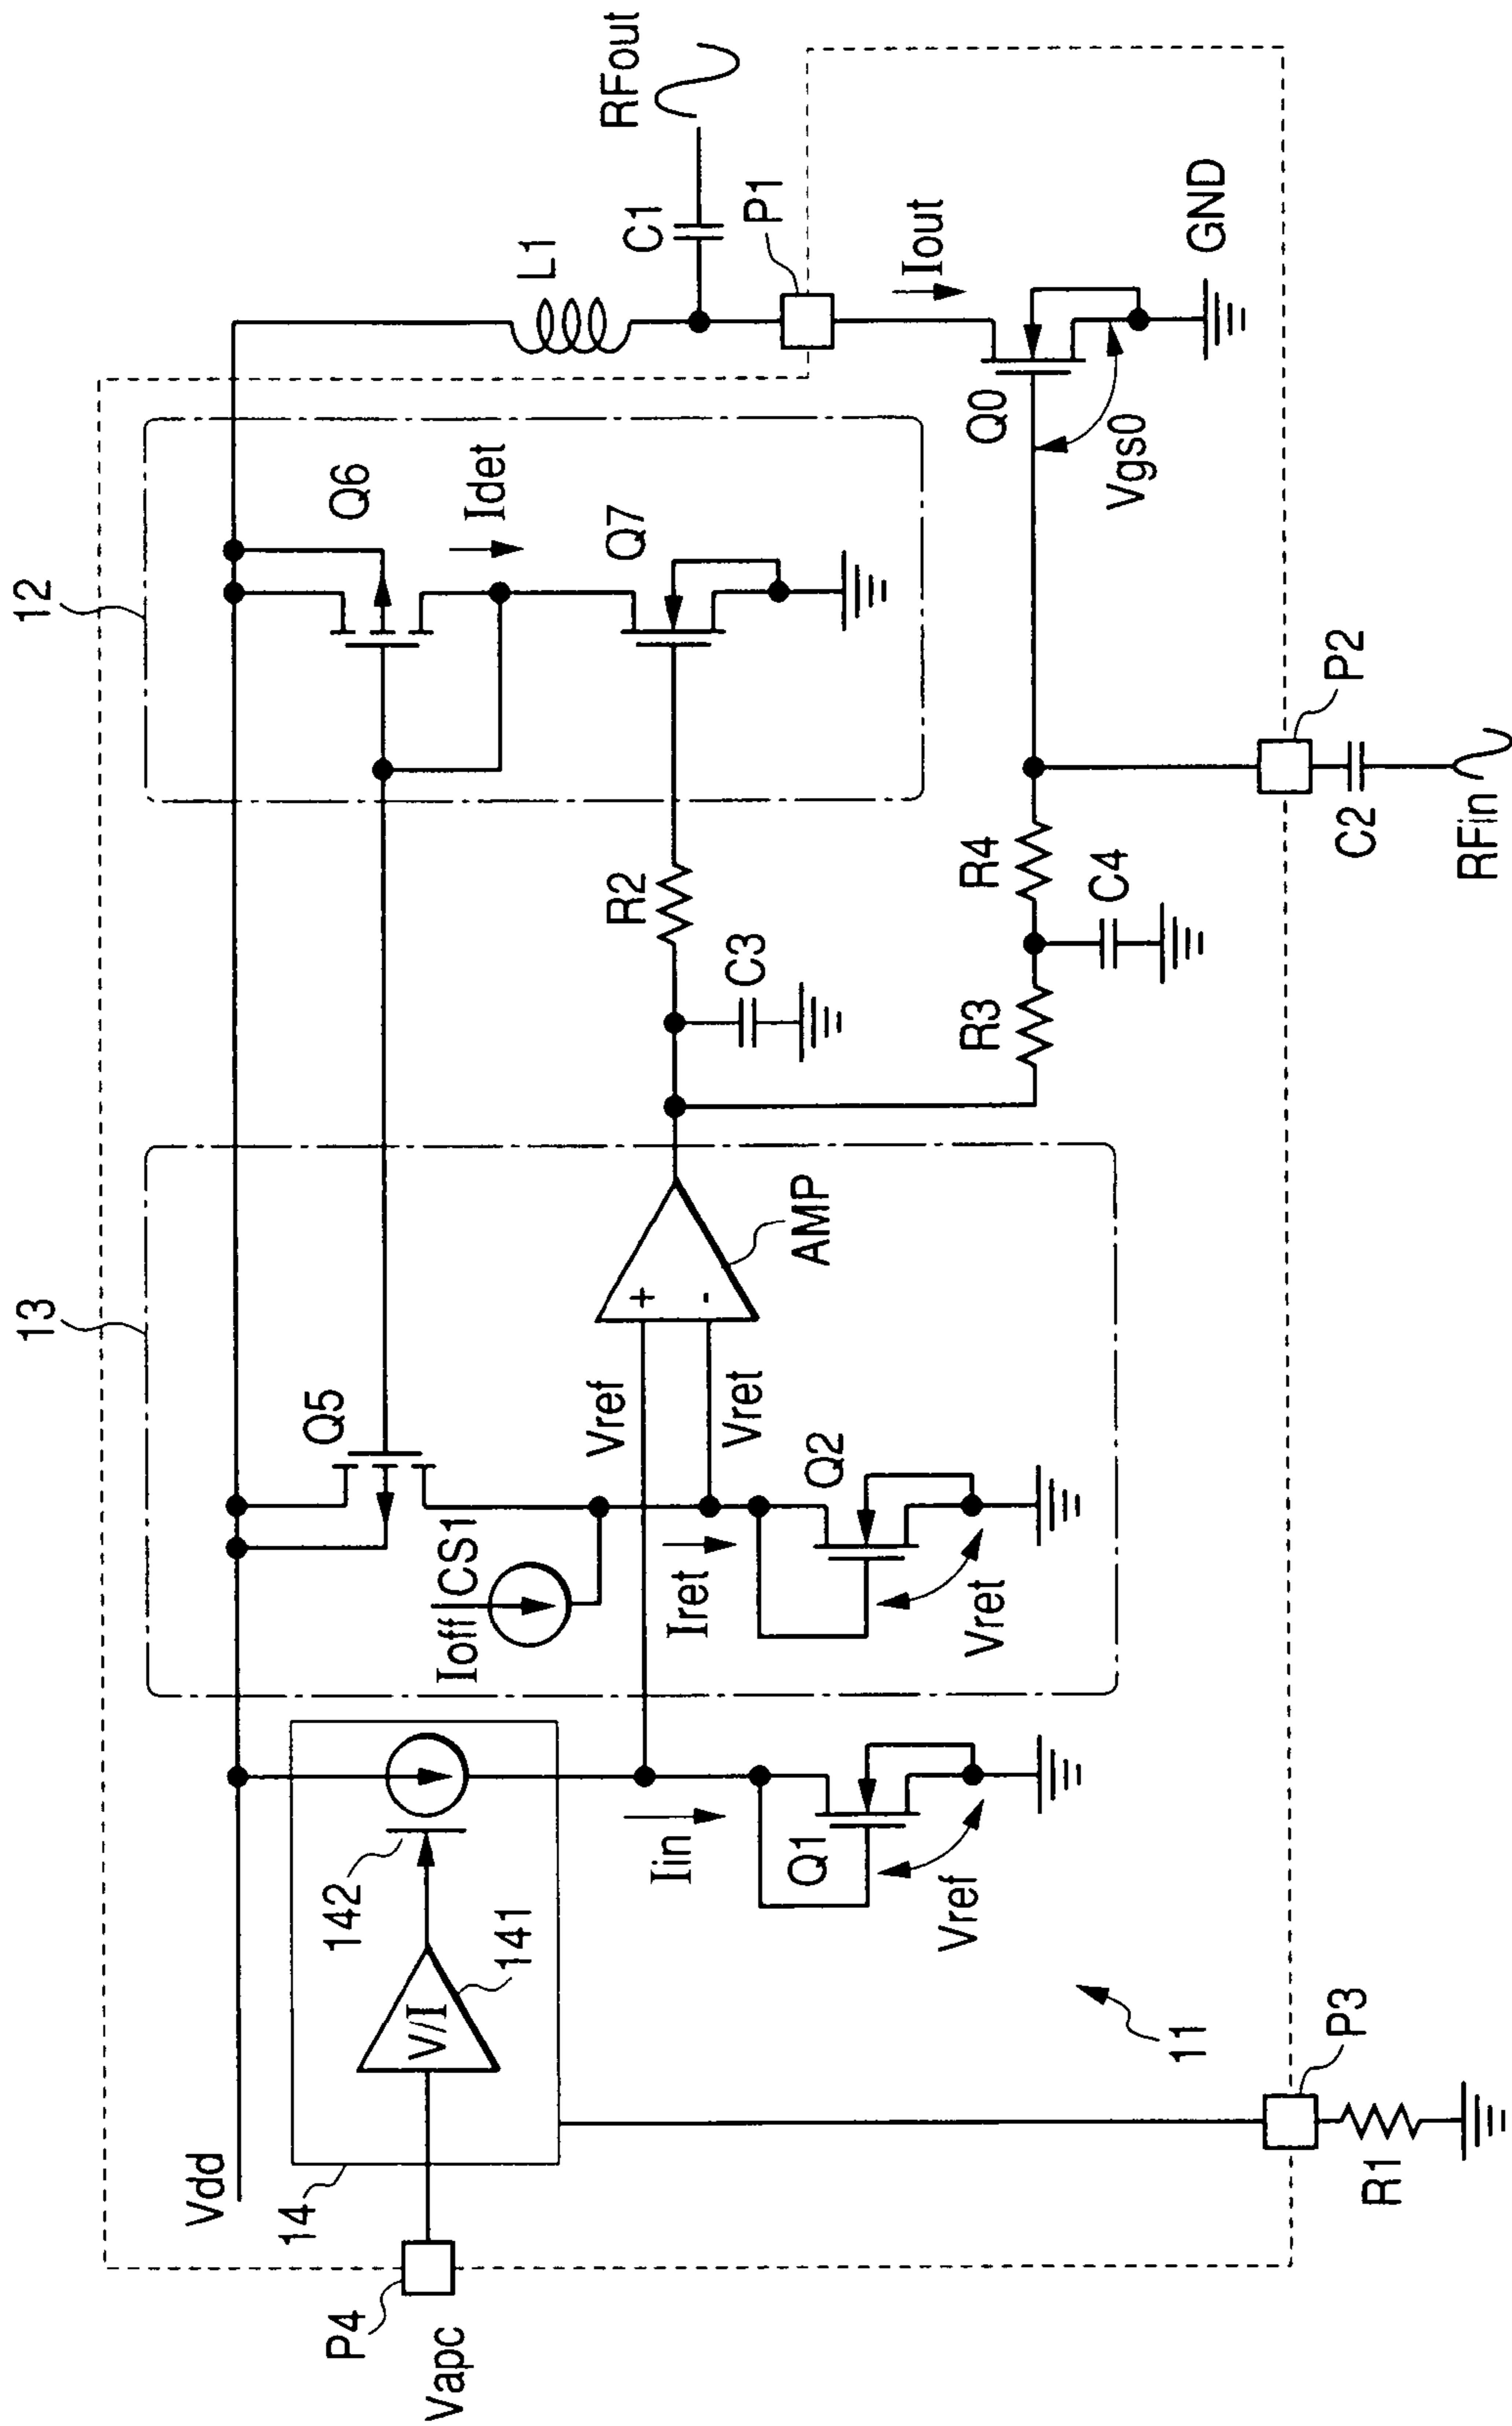 12
13
RFout
L1
C1
P1
Iout
GND
Q0
Vgs0
Q6
Idet
Q7
R2
C3
R4
C4
R3
P2
C2
RFin
AMP
+
-
Vref
Vret
Q5
CS1
Ioff
Iret
Q2
Vret
Iin
Q1
Vref
142
141
V/I
Vdd
14
P4
Vapc
11
P3
R1